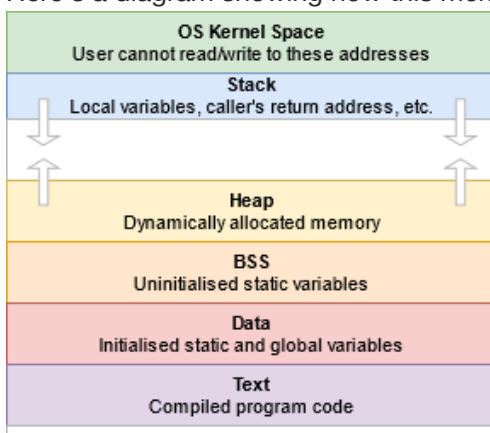 Here's a diagram showing how this mem
OS Kernel Space
User cannot read/write to these addresses
Stack
Local variables, caller's return address, etc.
Heap
Dynamically allocated memory
BSS
Uninitialised static variables
Data
Initialised static and global variables
Text
Compiled program code